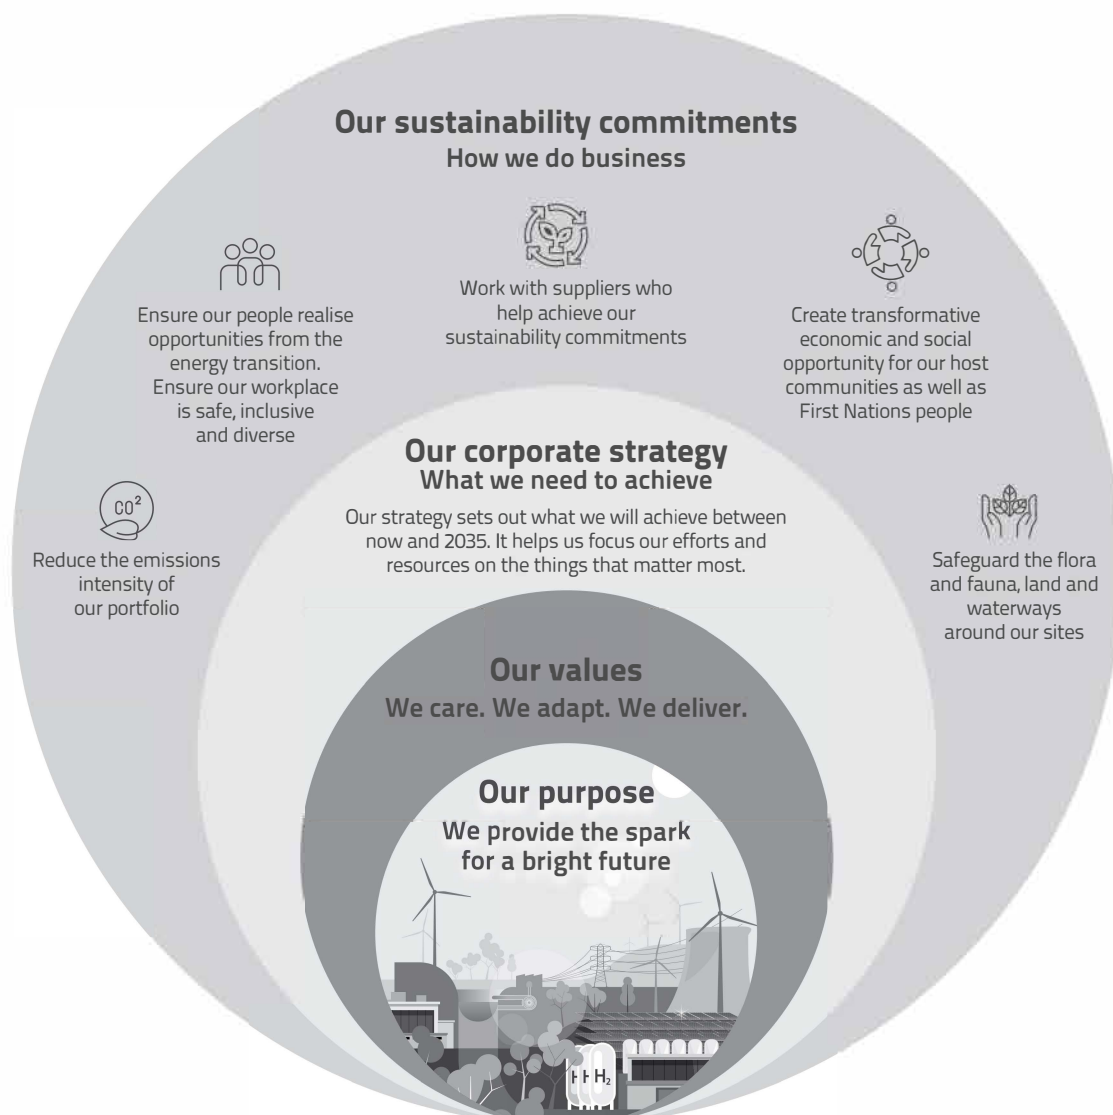 Our sustainability commitments
How we do business
Work with suppliers who
help achieve our
sustainability commitments
Ensure our people realise
opportunities from the
energy transition.
Ensure our workplace
is safe, inclusive
and diverse
Create transformative
economic and social
opportunity for our host
communities as well as
First Nations people
CO²
Reduce the emissions
intensity of
our portfolio
Safeguard the flora
and fauna, land and
waterways
around our sites
Our corporate strategy
What we need to achieve
Our strategy sets out what we will achieve between
now and 2035. It helps us focus our efforts and
resources on the things that matter most.
Our values
We care. We adapt. We deliver.
Our purpose
We provide the spark
for a bright future
H H H₂